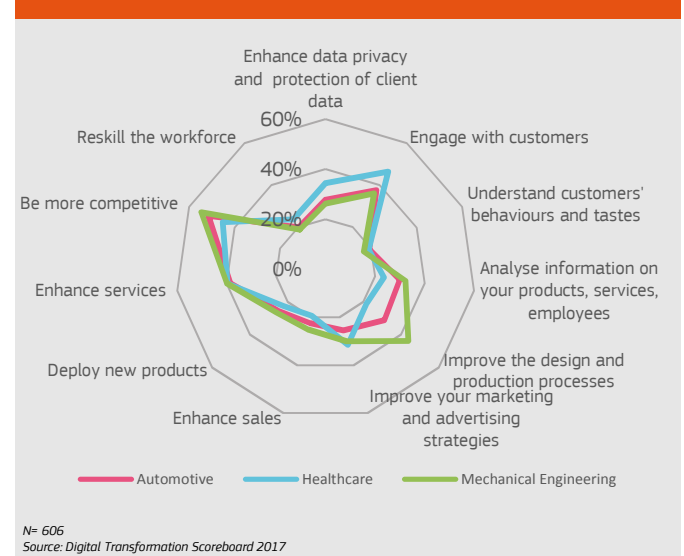 Enhance data privacy
and protection of client
data
60%
Reskill the workforce
Engage with customers
40%
Be more competitive
Understand customers'
behaviours and tastes
20%
0%
Enhance services
Analyse information on
your products, services,
employees
Deploy new products
Improve the design and
production processes
Enhance sales
Improve your marketing
and advertising
strategies
Automotive
Healthcare
Mechanical Engineering
N= 606
Source: Digital Transformation Scoreboard 2017